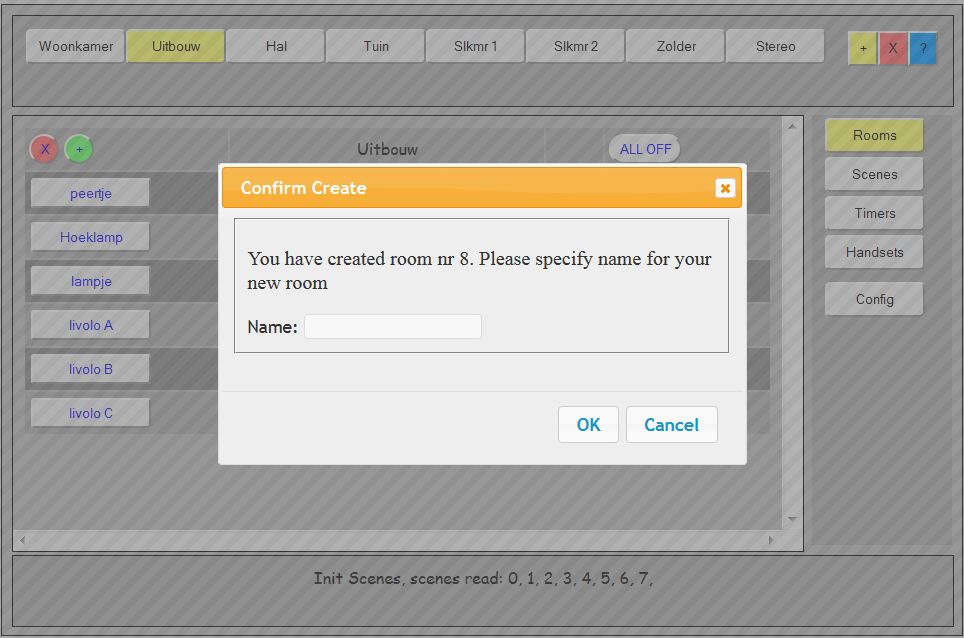 Woonkamer Uitbouw Hal Tuin Slkmr 1 Slkmr 2 Zolder Stereo + X ?
X + Uitbouw ALL OFF
Rooms
Scenes
Timers
Handsets
Config
peertje
Hoeklamp
lampje
livolo A
livolo B
livolo C
Confirm Create
You have created room nr 8. Please specify name for your
new room
Name:
OK Cancel
Init Scenes, scenes read: 0, 1, 2, 3, 4, 5, 6, 7,